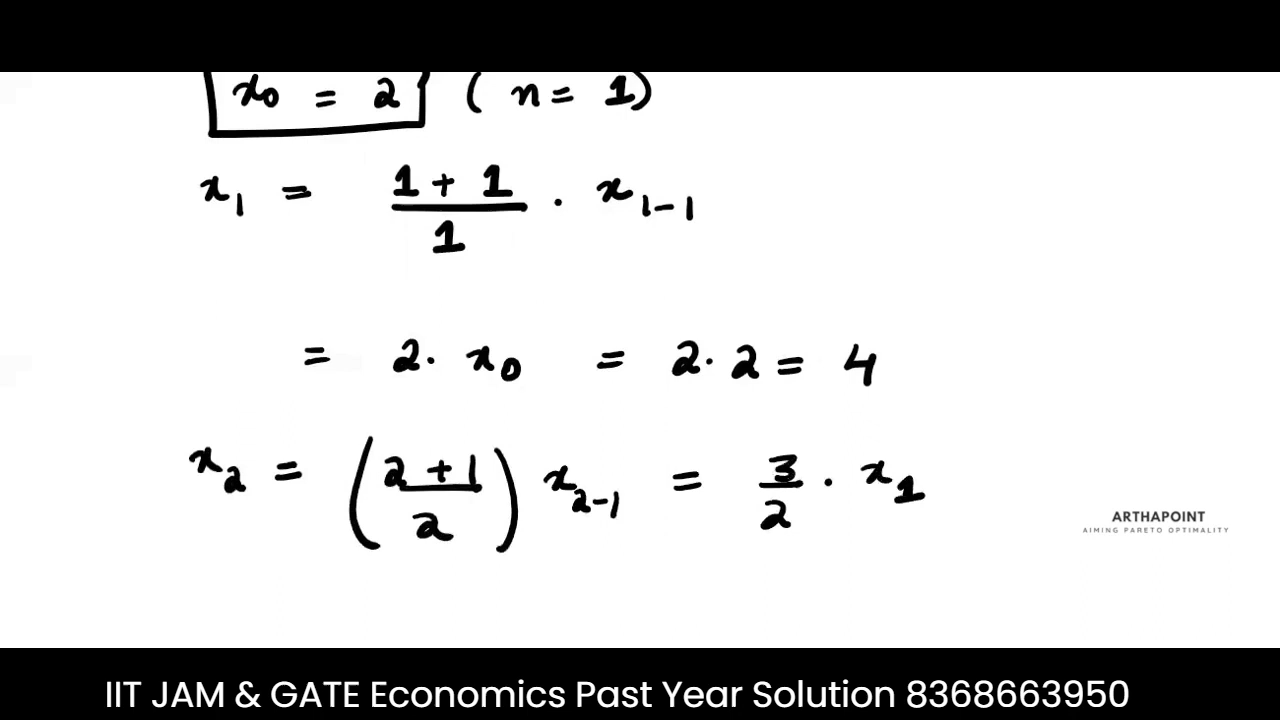 x₀ = 2 ( n = 1)
x₁ = (1 + 1)/1 · x₁₋₁
= 2 · x₀ = 2 · 2 = 4
x₂ = ((2 + 1)/2) x₂₋₁ = 3/2 · x₁
ARTHAPOINT
AIMING PARETO OPTIMALITY
IIT JAM & GATE Economics Past Year Solution 8368663950